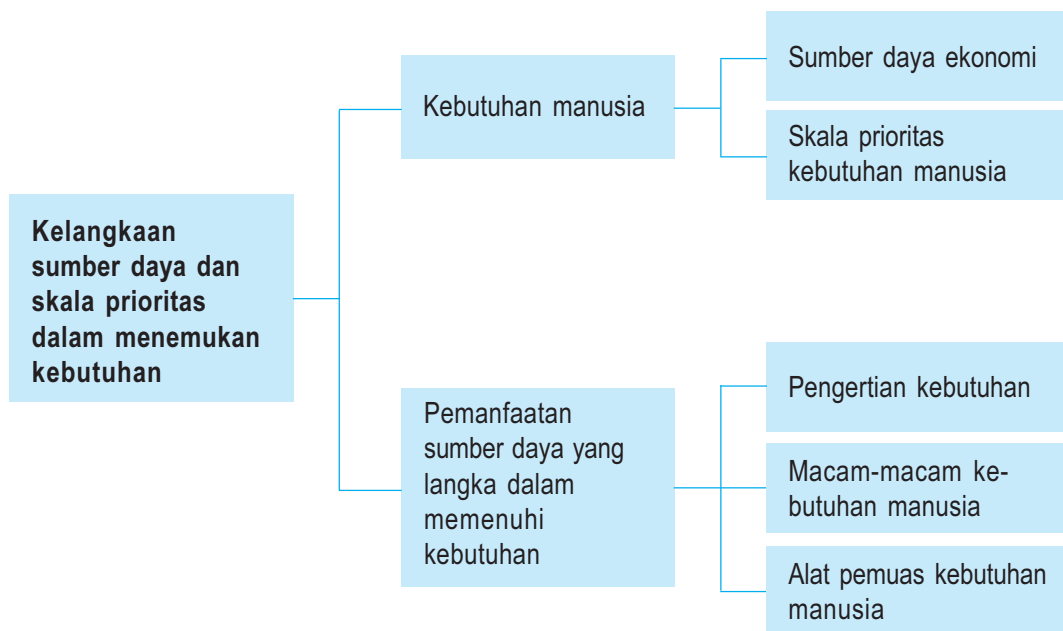 Kelangkaan
sumber daya dan
skala prioritas
dalam menemukan
kebutuhan
Kebutuhan manusia
Sumber daya ekonomi
Skala prioritas
kebutuhan manusia
Pemanfaatan
sumber daya yang
langka dalam
memenuhi
kebutuhan
Pengertian kebutuhan
Macam-macam ke-
butuhan manusia
Alat pemuas kebutuhan
manusia